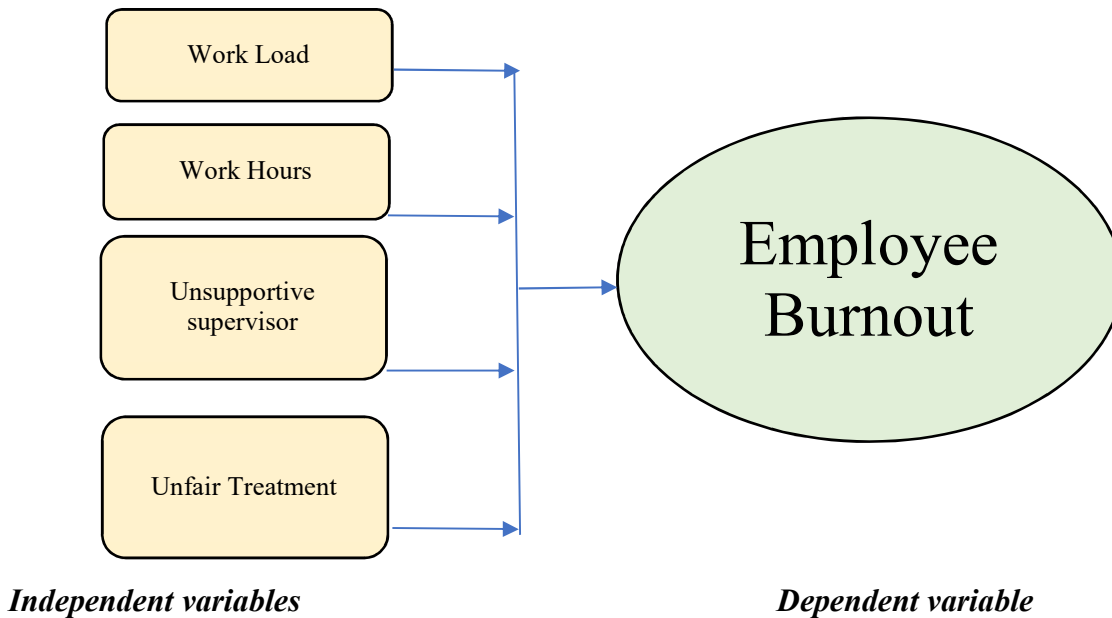 Work Load
Work Hours
Unsupportive
supervisor
Unfair Treatment
Employee
Burnout
Independent variables
Dependent variable